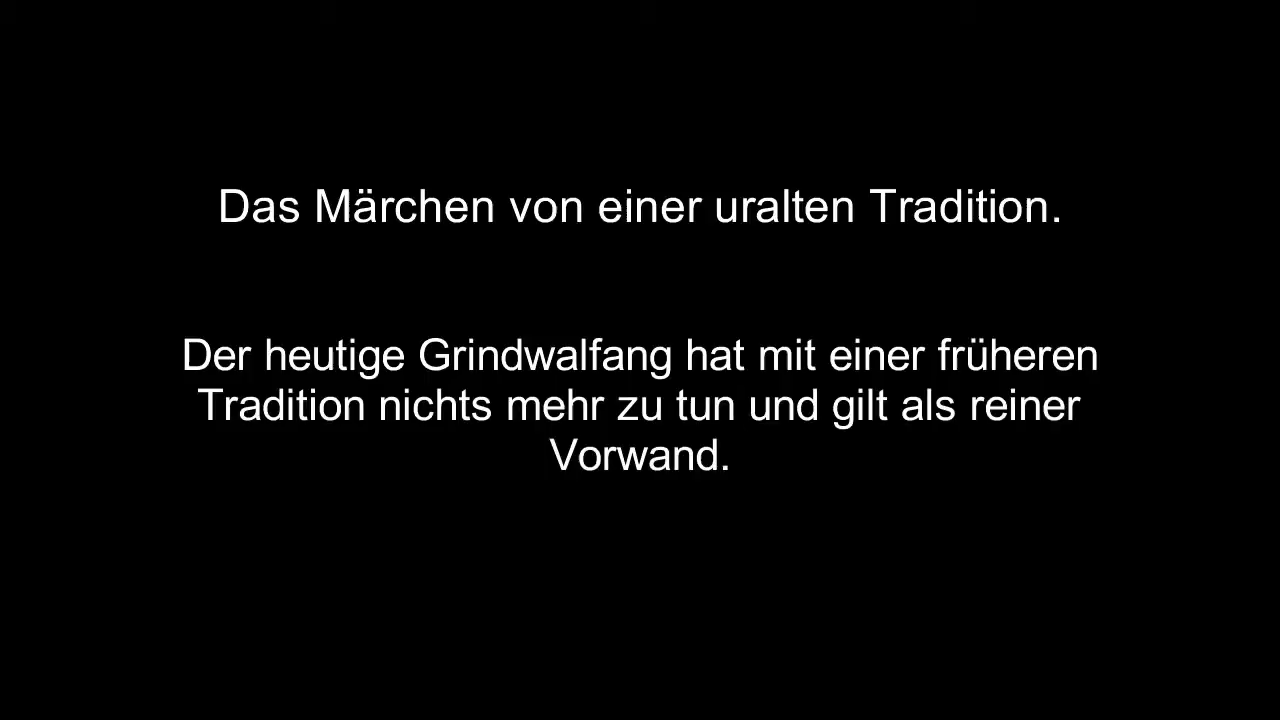 Das Märchen von einer uralten Tradition.
Der heutige Grindwalfang hat mit einer früheren
Tradition nichts mehr zu tun und gilt als reiner
Vorwand.